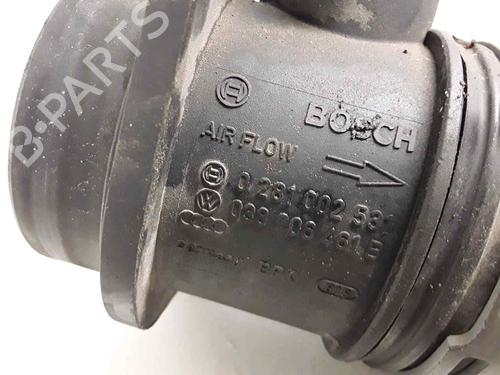 B-PARTS
BOSCH
AIR FLOW
0 281 002 531
038 906 461 B